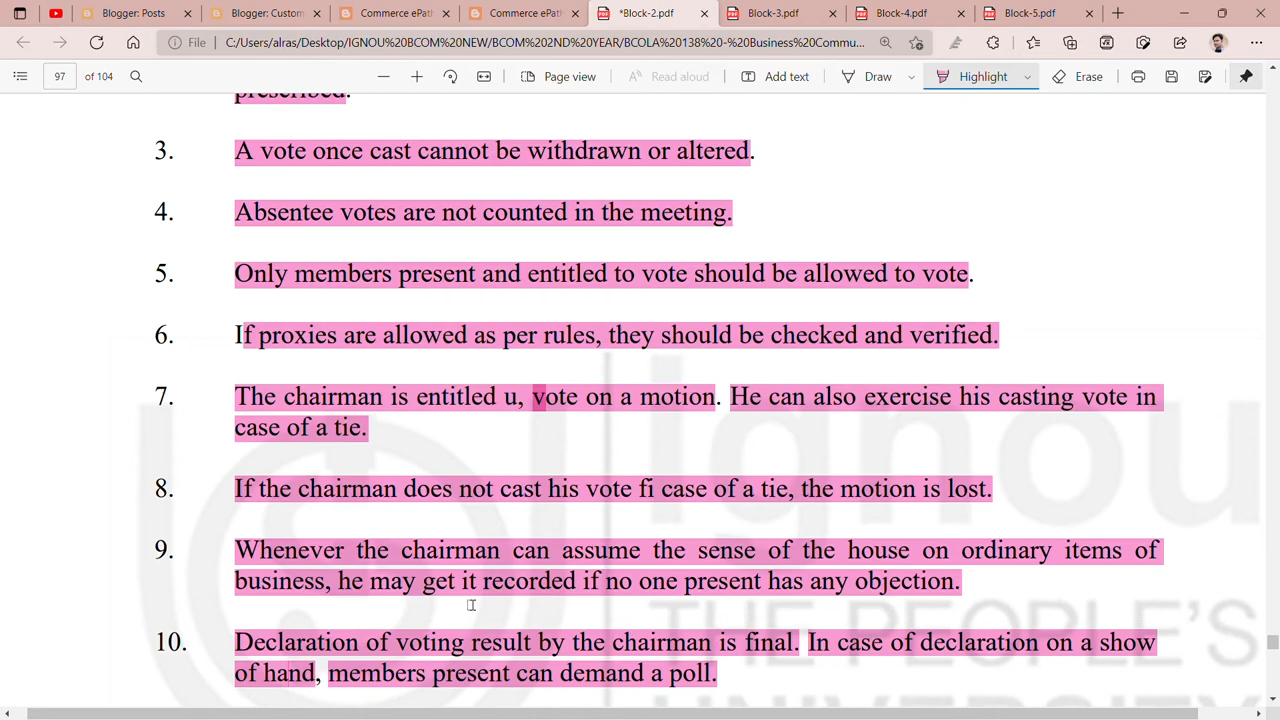 Blogger: Posts
Blogger: Custom
Commerce ePath
Commerce ePath
*Block-2.pdf
Block-3.pdf
Block-4.pdf
Block-5.pdf
File
C:/Users/alras/Desktop/IGNOU%20BCOM%20NEW/BCOM%202ND%20YEAR/BCOLA%20138%20-%20Business%20Commu...
97 of 104
Page view
Read aloud
Add text
Draw
Highlight
Erase
prescribed.
3. A vote once cast cannot be withdrawn or altered.
4. Absentee votes are not counted in the meeting.
5. Only members present and entitled to vote should be allowed to vote.
6. If proxies are allowed as per rules, they should be checked and verified.
7. The chairman is entitled u, vote on a motion. He can also exercise his casting vote in
case of a tie.
8. If the chairman does not cast his vote fi case of a tie, the motion is lost.
9. Whenever the chairman can assume the sense of the house on ordinary items of
business, he may get it recorded if no one present has any objection.
10. Declaration of voting result by the chairman is final. In case of declaration on a show
of hand, members present can demand a poll.
ignou
THE PEOPLE'S
UNIVERSITY